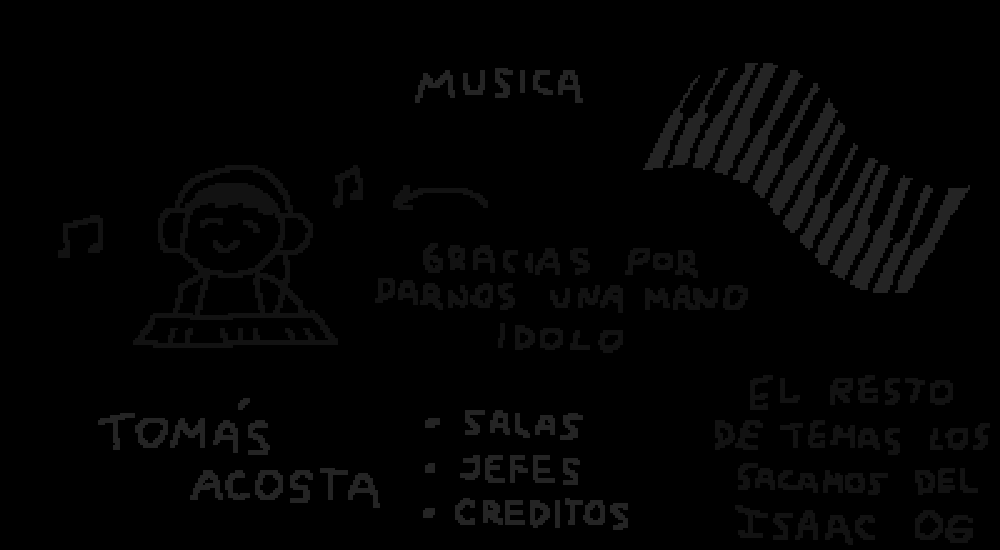 MUSICA
GRACIAS POR
DARNOS UNA MANO
IDOLO
TOMÁS
ACOSTA
• SALAS
• JEFES
• CREDITOS
EL RESTO
DE TEMAS LOS
SACAMOS DEL
ISAAC OG